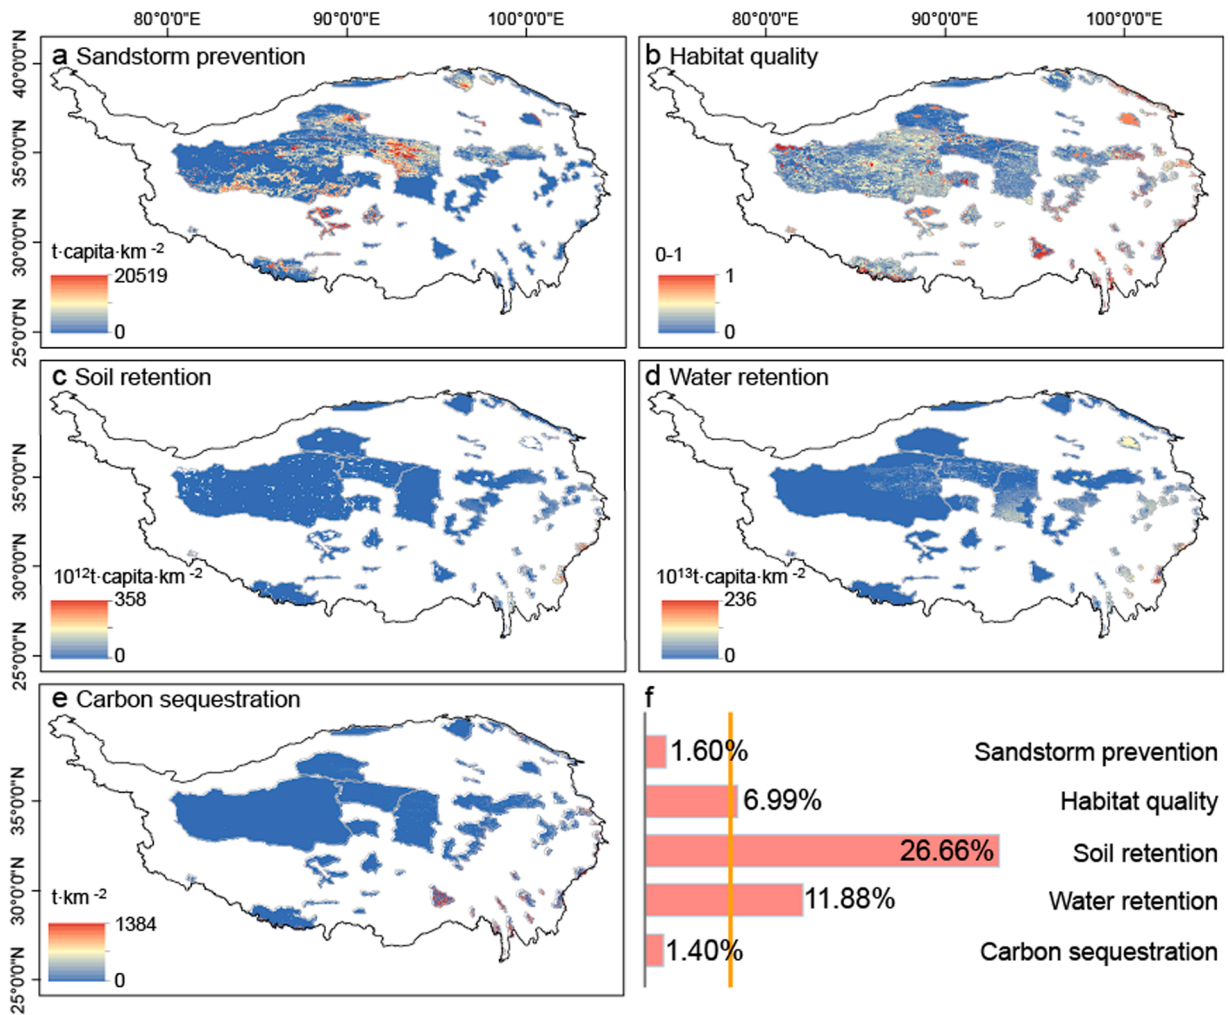 80°0'0"E 90°0'0"E 100°0'0"E 80°0'0"E 90°0'0"E 100°0'0"E
a Sandstorm prevention
40°0'0"N
35°0'0"N
30°0'0"N
25°0'0"N
t·capita·km -2
20519
0
b Habitat quality
0-1
1
0
c Soil retention
35°0'0"N
30°0'0"N
25°0'0"N
10¹²t·capita·km -2
358
0
d Water retention
10¹³t·capita·km -2
236
0
e Carbon sequestration
35°0'0"N
30°0'0"N
25°0'0"N
t·km -2
1384
0
f
1.60% Sandstorm prevention
6.99% Habitat quality
26.66% Soil retention
11.88% Water retention
1.40% Carbon sequestration